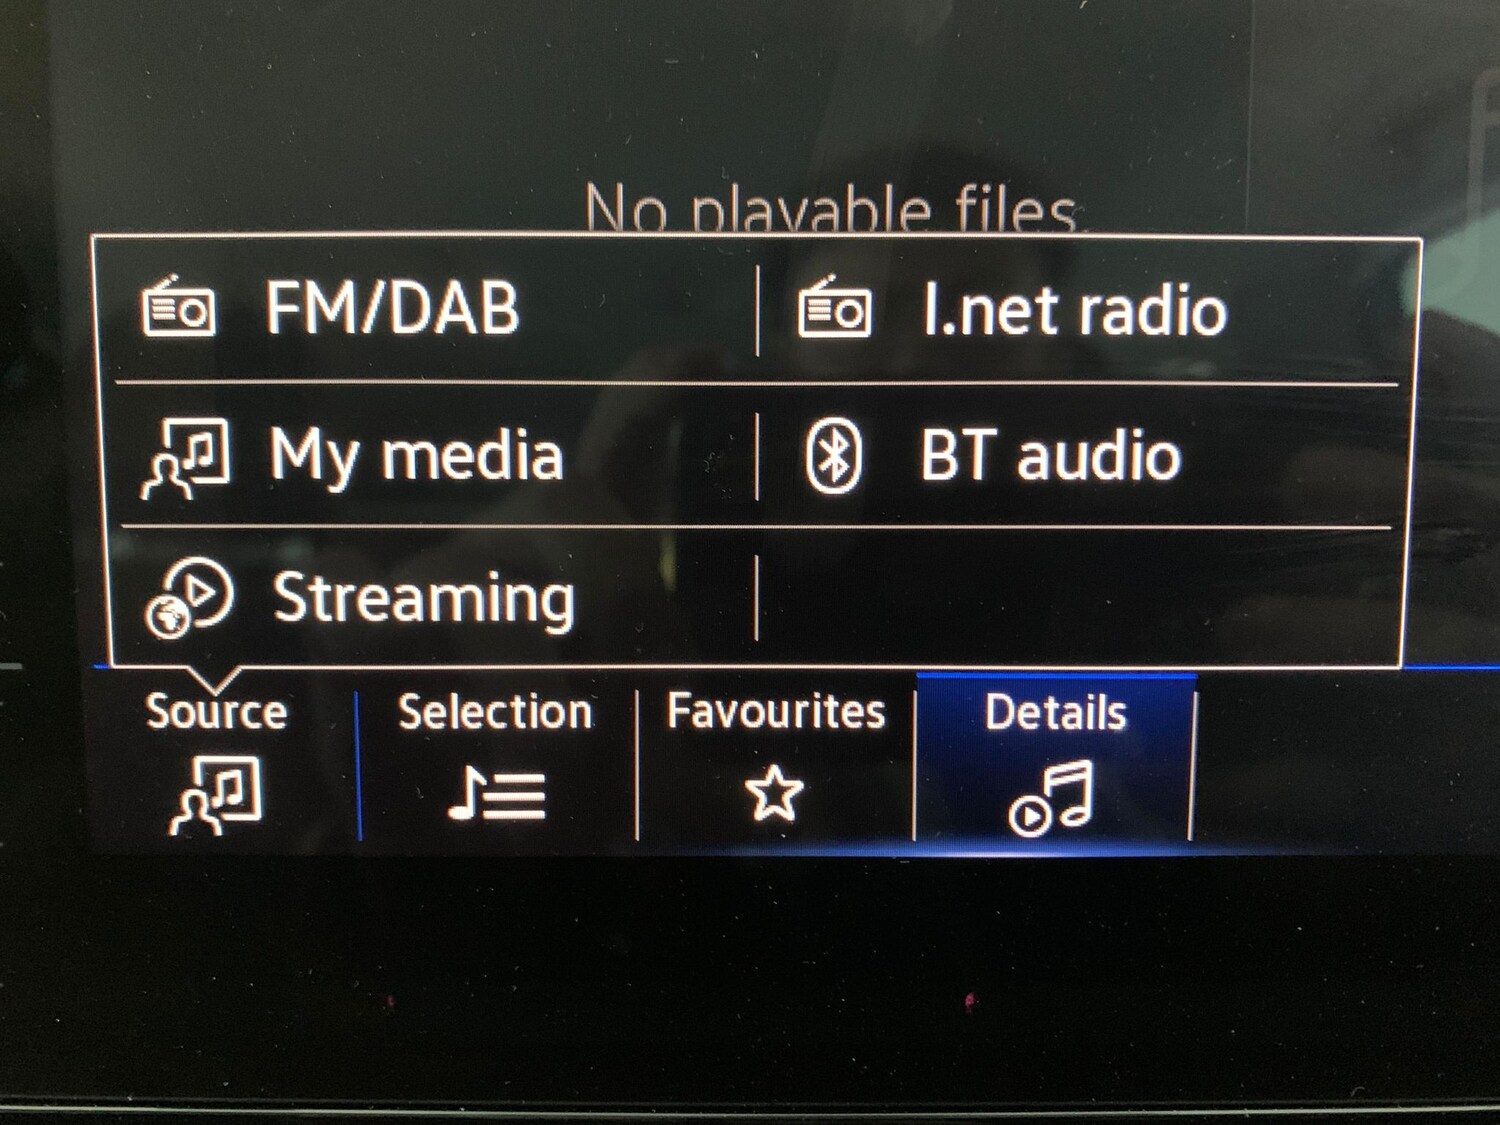 No playable files.
FM/DAB
I.net radio
My media
BT audio
Streaming
Source
Selection
Favourites
Details